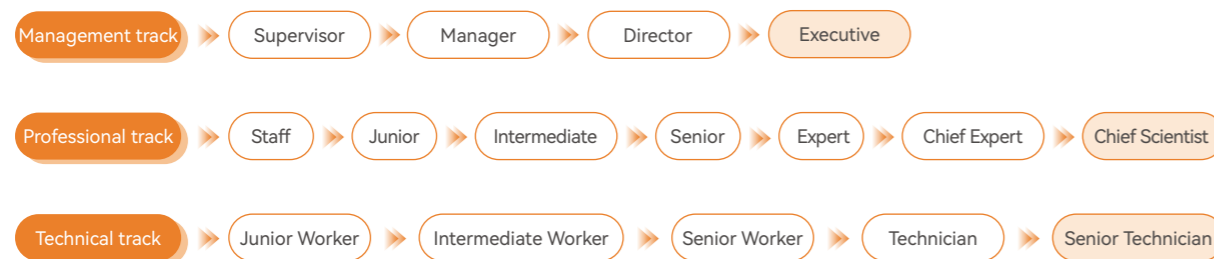 Management track Supervisor Manager Director Executive
Professional track Staff Junior Intermediate Senior Expert Chief Expert Chief Scientist
Technical track Junior Worker Intermediate Worker Senior Worker Technician Senior Technician